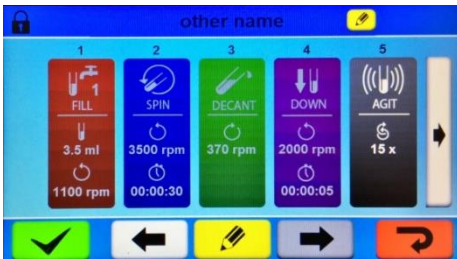 other name
1
2
3
4
5
1
FILL
SPIN
DECANT
DOWN
AGIT
3.5 ml
3500 rpm
370 rpm
2000 rpm
15 x
1100 rpm
00:00:30
00:00:05